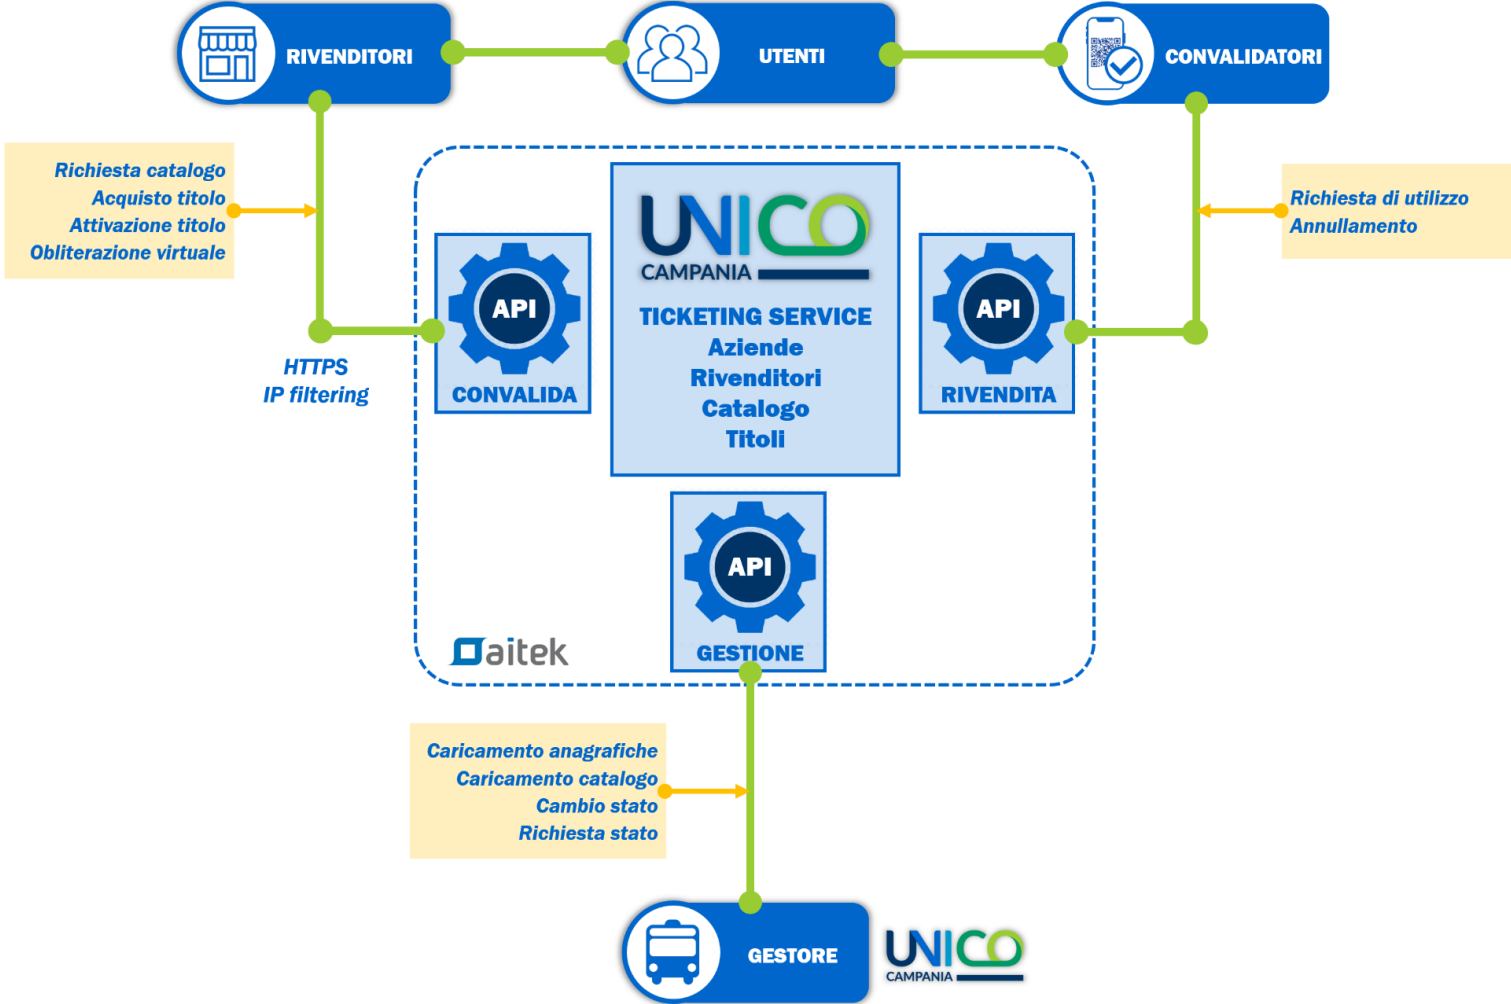 RIVENDITORI
UTENTI
CONVALIDATORI
Richiesta catalogo
Acquisto titolo
Attivazione titolo
Obliterazione virtuale
Richiesta di utilizzo
Annullamento
HTTPS
IP filtering
API
CONVALIDA
UNICO
CAMPANIA
TICKETING SERVICE
Aziende
Rivenditori
Catalogo
Titoli
API
RIVENDITA
API
GESTIONE
aitek
Caricamento anagrafiche
Caricamento catalogo
Cambio stato
Richiesta stato
GESTORE
UNICO
CAMPANIA